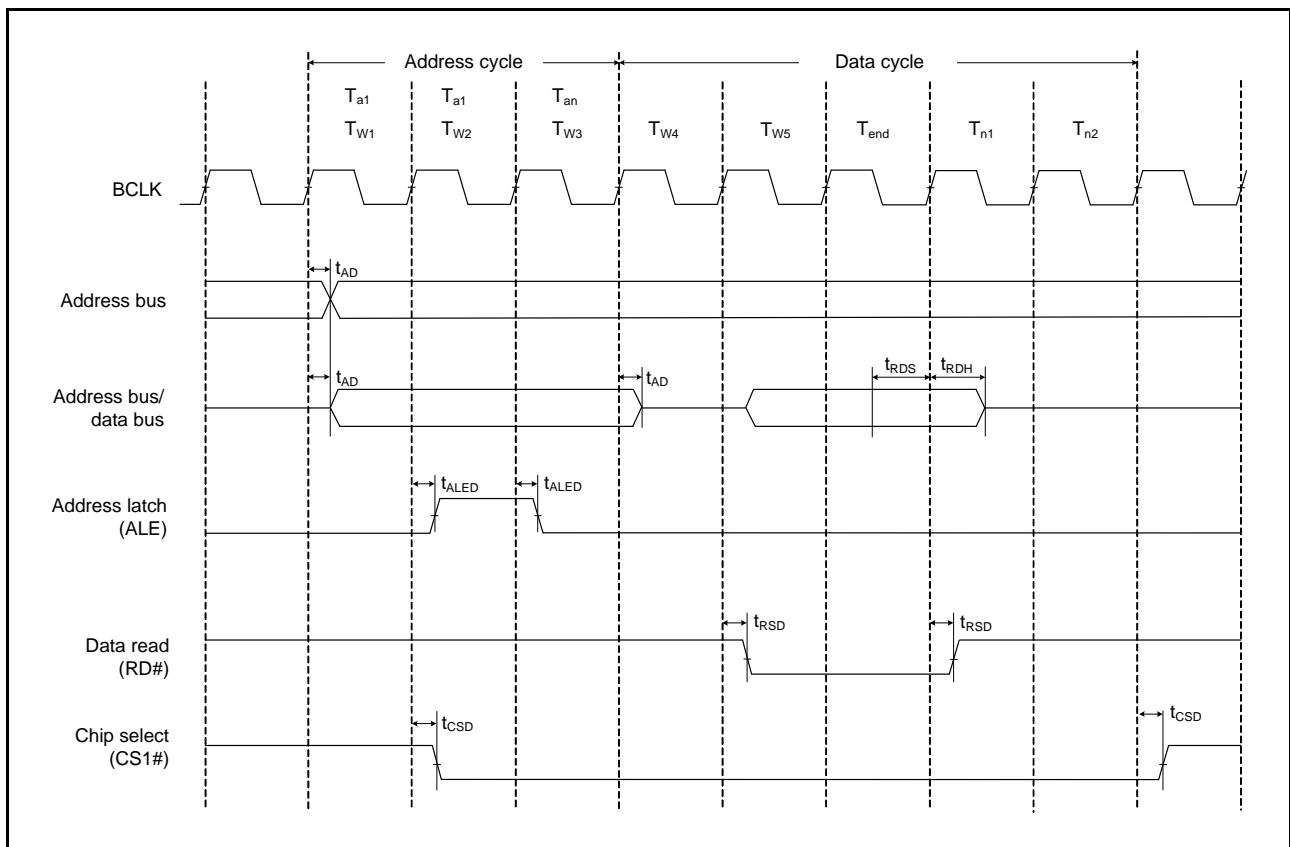 Address cycle Data cycle
Ta1 Ta1 Tan
TW1 TW2 TW3 TW4 TW5 Tend Tn1 Tn2
BCLK
tAD
Address bus
tAD tAD tRDS tRDH
Address bus/
data bus
tALED tALED
Address latch
(ALE)
tRSD tRSD
Data read
(RD#)
tCSD tCSD
Chip select
(CS1#)